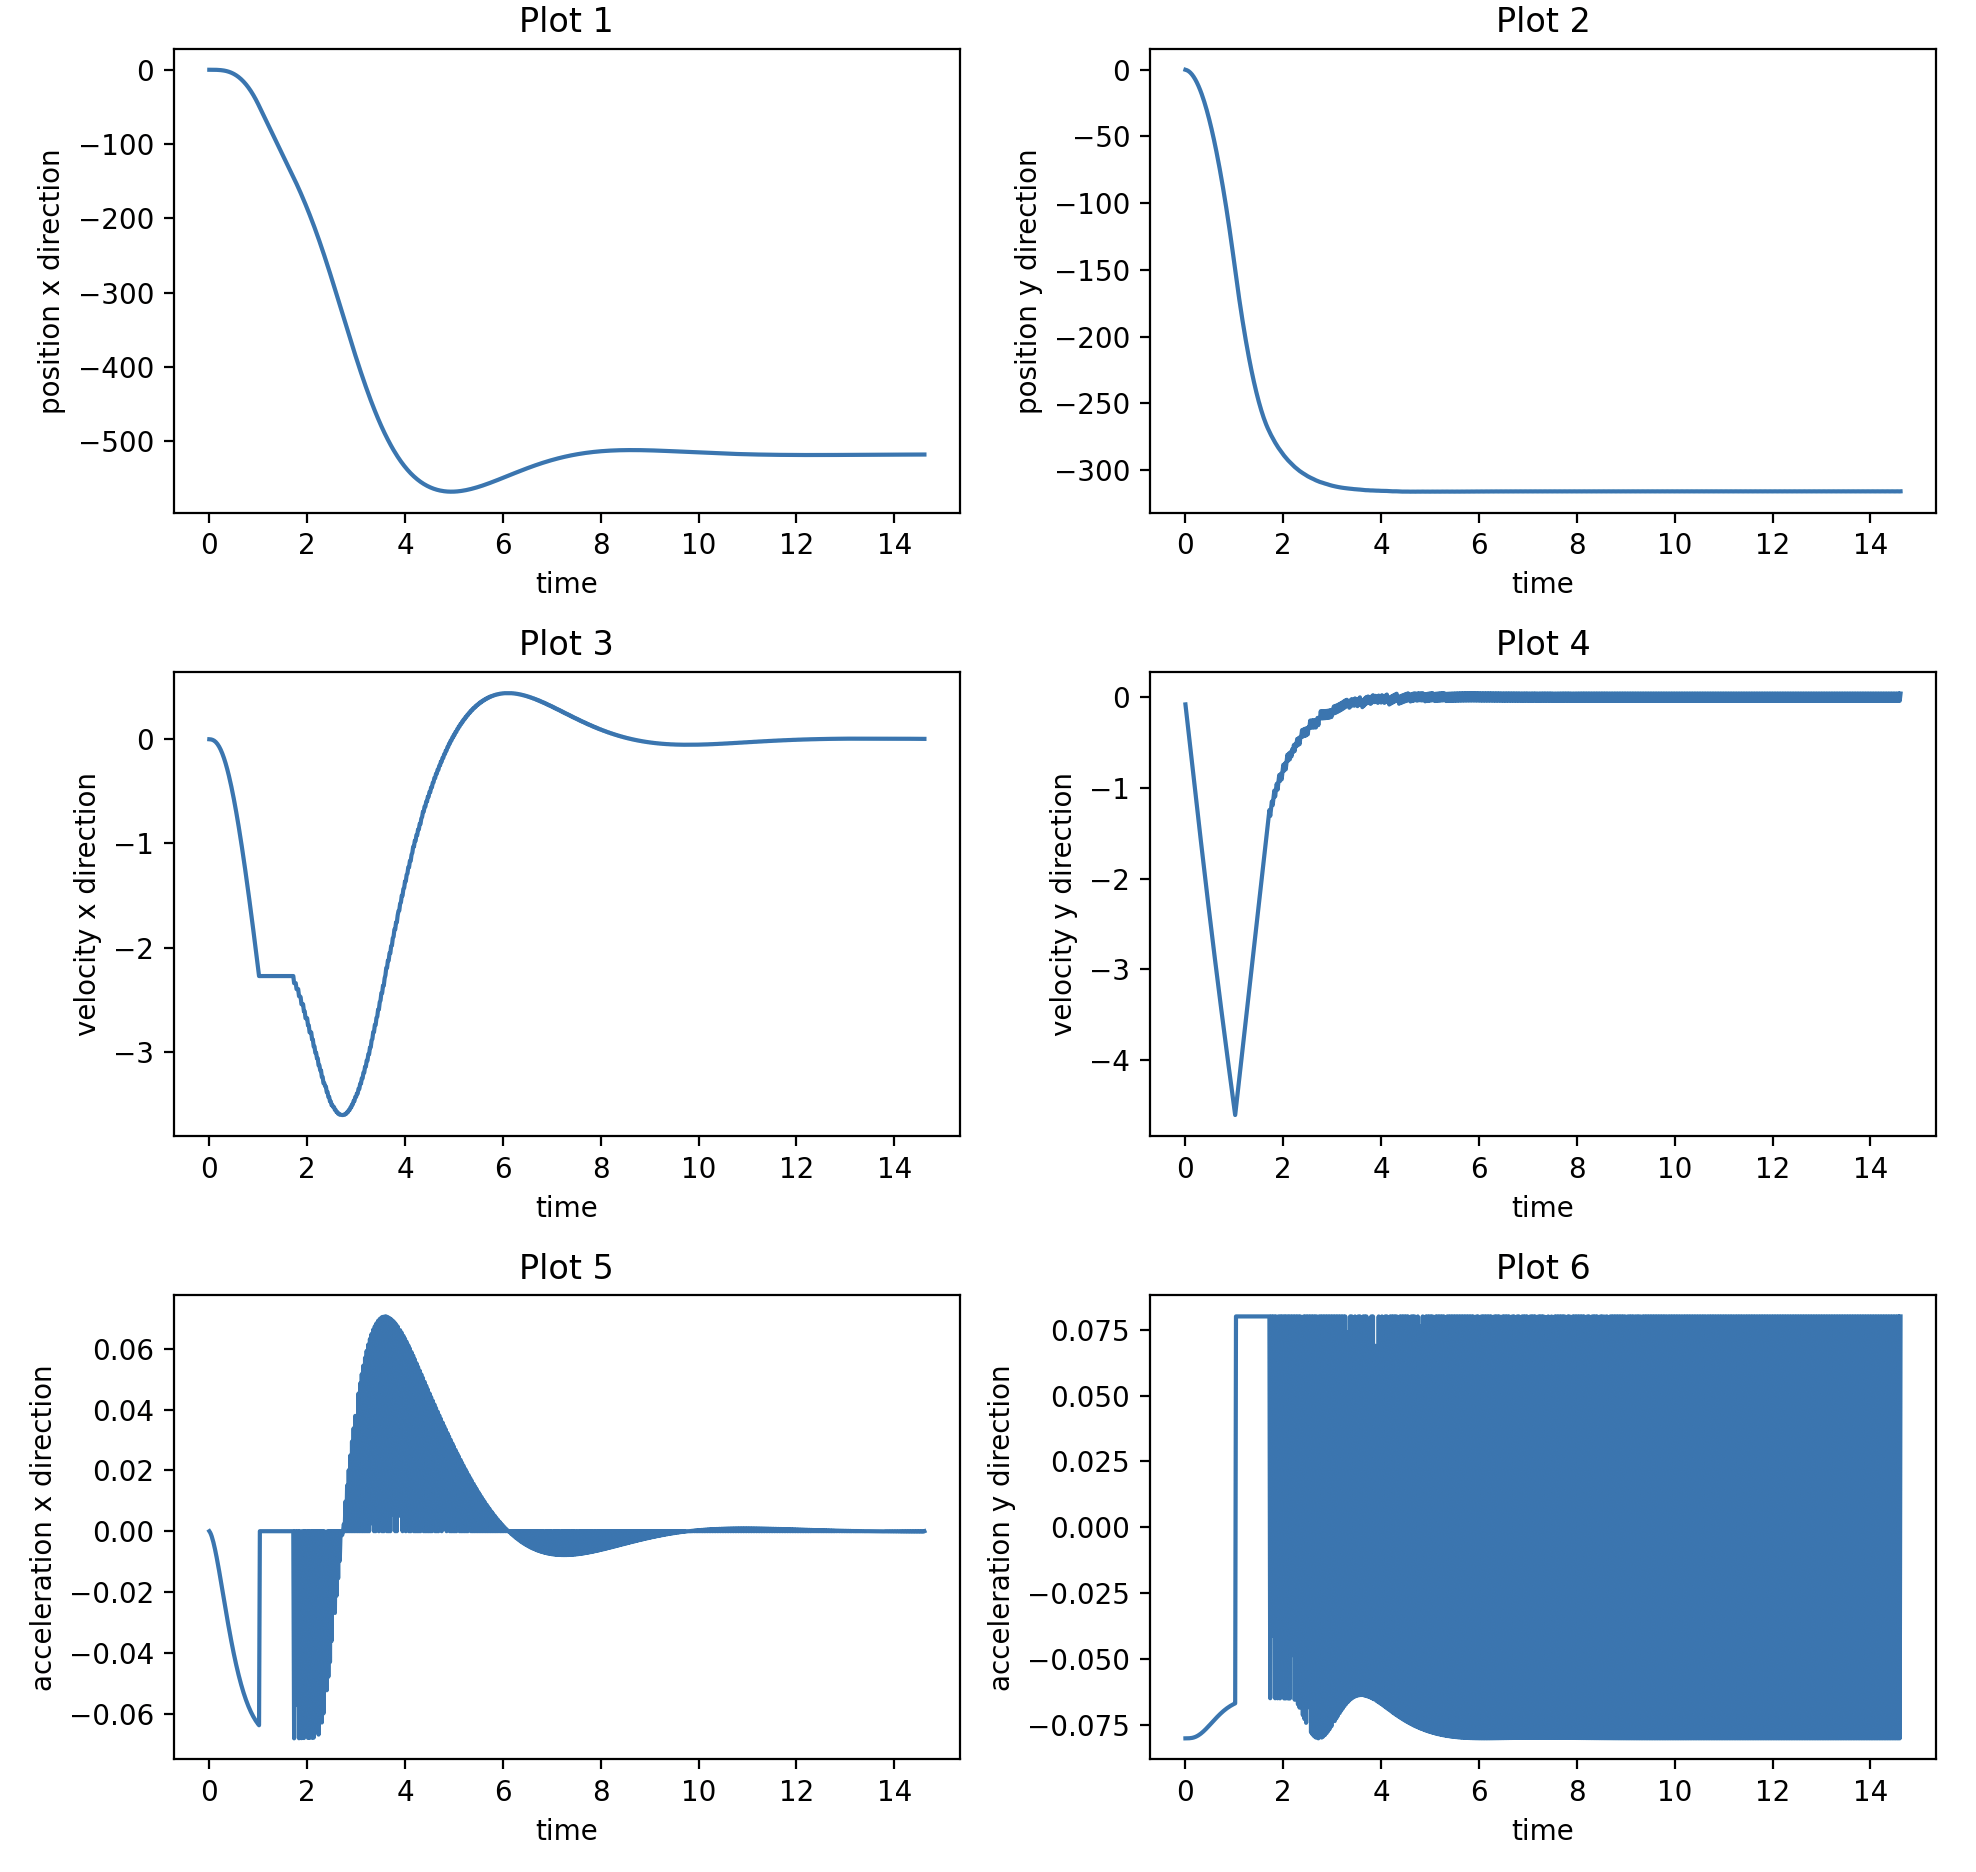 Plot 1
0
−100
−200
−300
−400
−500
position x direction
0 2 4 6 8 10 12 14
time
Plot 2
0
−50
−100
−150
−200
−250
−300
position y direction
0 2 4 6 8 10 12 14
time
Plot 3
0
−1
−2
−3
velocity x direction
0 2 4 6 8 10 12 14
time
Plot 4
0
−1
−2
−3
−4
velocity y direction
0 2 4 6 8 10 12 14
time
Plot 5
0.06
0.04
0.02
0.00
−0.02
−0.04
−0.06
acceleration x direction
0 2 4 6 8 10 12 14
time
Plot 6
0.075
0.050
0.025
0.000
−0.025
−0.050
−0.075
acceleration y direction
0 2 4 6 8 10 12 14
time